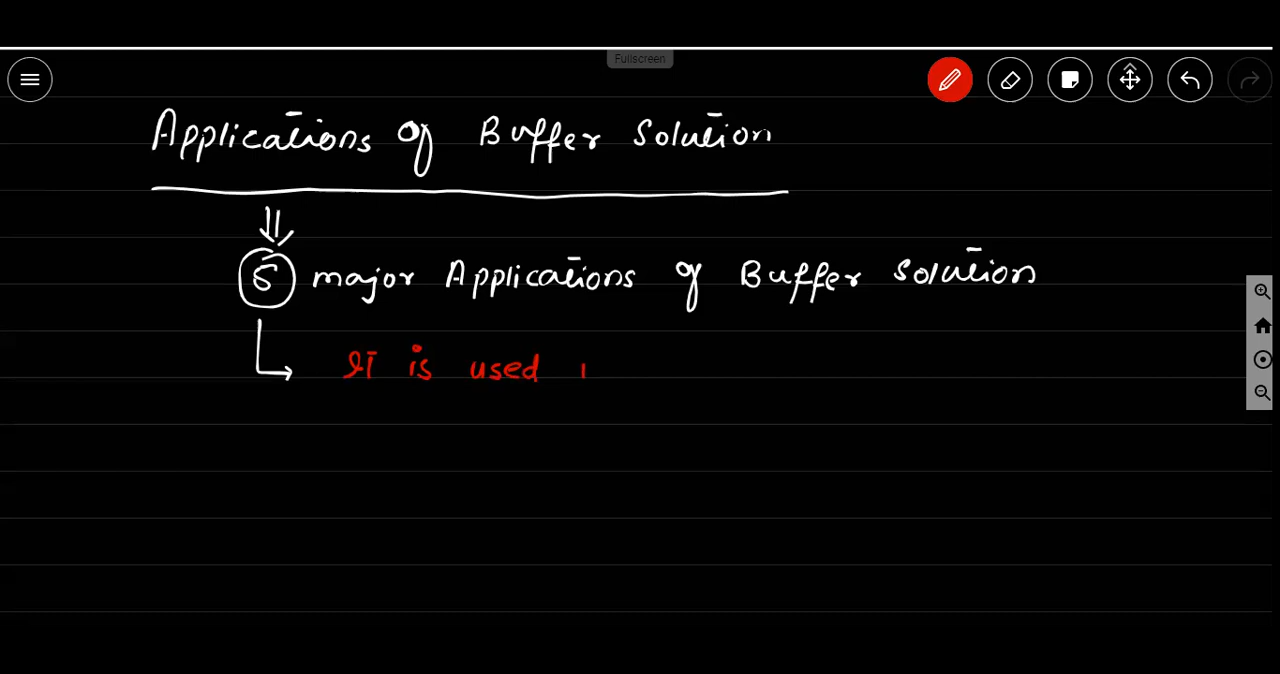 Fullscreen
Applications of Buffer Solution
5 major Applications of Buffer Solution
It is used